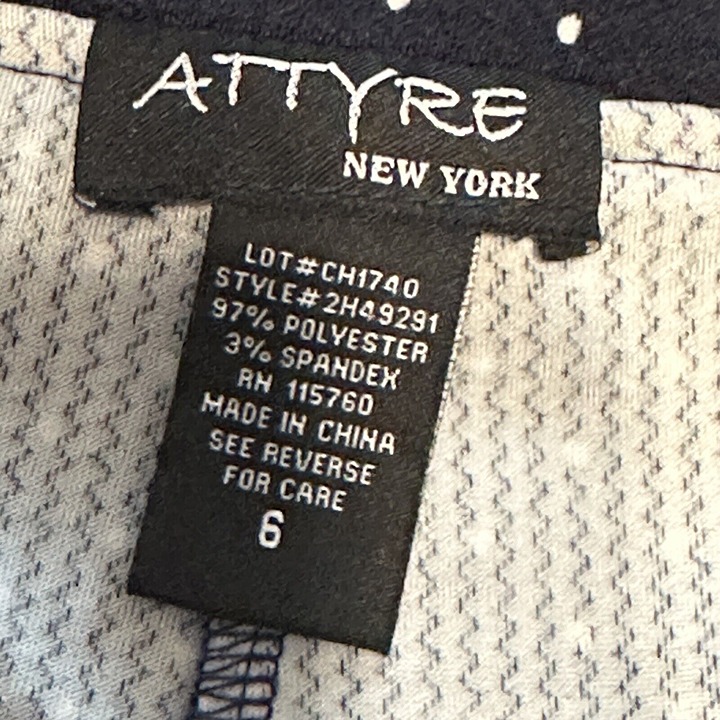 ATTYRE
NEW YORK
LOT#CH1740
STYLE#2H49291
97% POLYESTER
3% SPANDEX
RN 115760
MADE IN CHINA
SEE REVERSE
FOR CARE
6